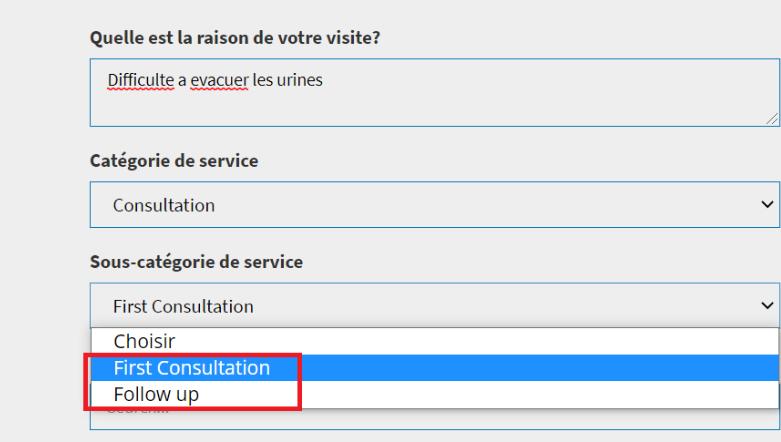 Quelle est la raison de votre visite?
Difficulte a evacuer les urines
Catégorie de service
Consultation
Sous-catégorie de service
First Consultation
Choisir
First Consultation
Follow up